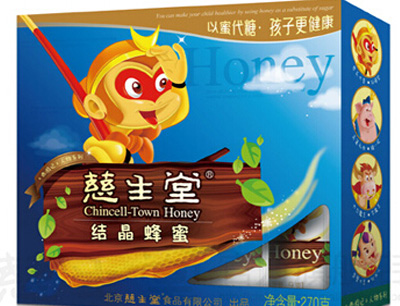 You can make your child healthier by using honey as a substitute of sugar
以蜜代糖·孩子更健康
Honey
慈生堂®
Chincell-Town Honey
结晶蜂蜜
Honey
北京慈生堂食品有限公司 出品
净含量:270克